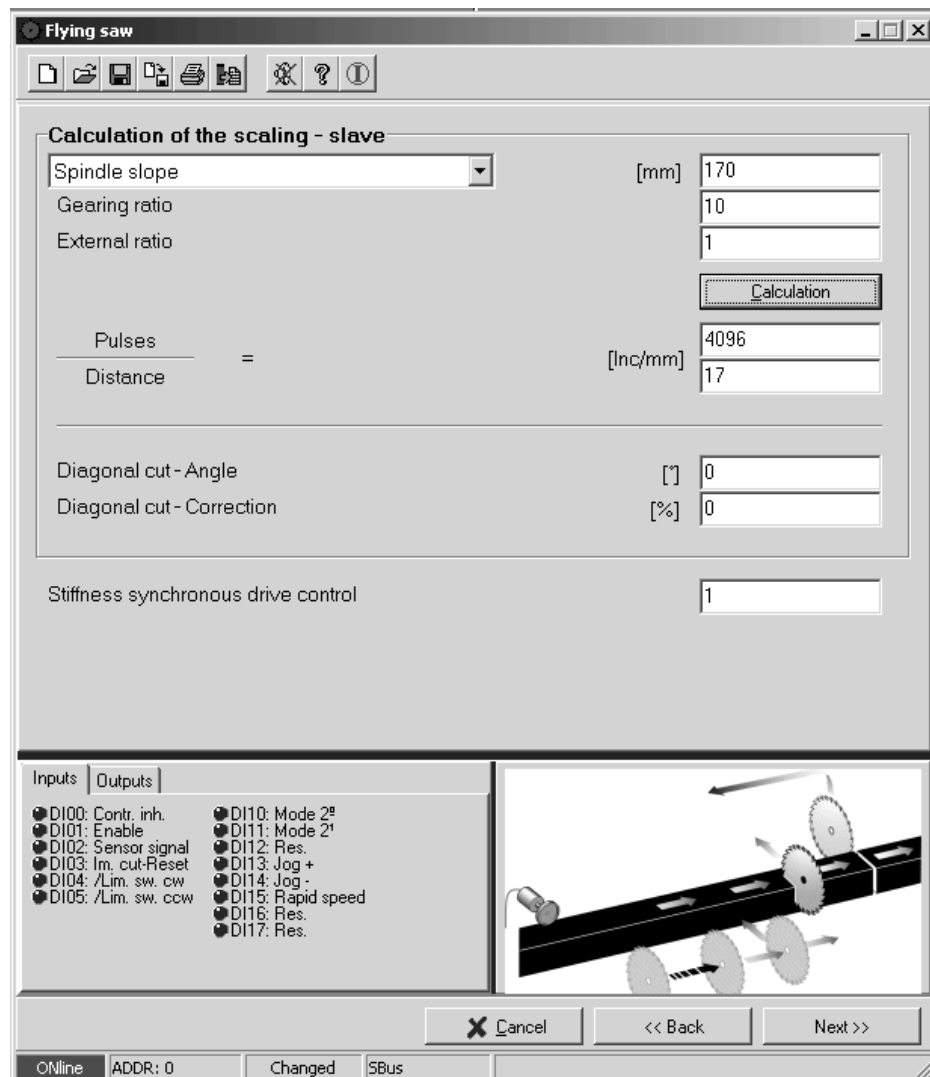 Flying saw
Calculation of the scaling - slave
Spindle slope [mm] 170
Gearing ratio 10
External ratio 1
Calculation
Pulses 4096
= [Inc/mm]
Distance 17
Diagonal cut - Angle [°] 0
Diagonal cut - Correction [%] 0
Stiffness synchronous drive control 1
Inputs Outputs
DI00: Contr. inh. DI10: Mode 2º
DI01: Enable DI11: Mode 2¹
DI02: Sensor signal DI12: Res.
DI03: Im. cut-Reset DI13: Jog +
DI04: /Lim. sw. cw DI14: Jog -
DI05: /Lim. sw. ccw DI15: Rapid speed
DI16: Res.
DI17: Res.
Cancel << Back Next >>
ONline ADDR: 0 Changed SBus